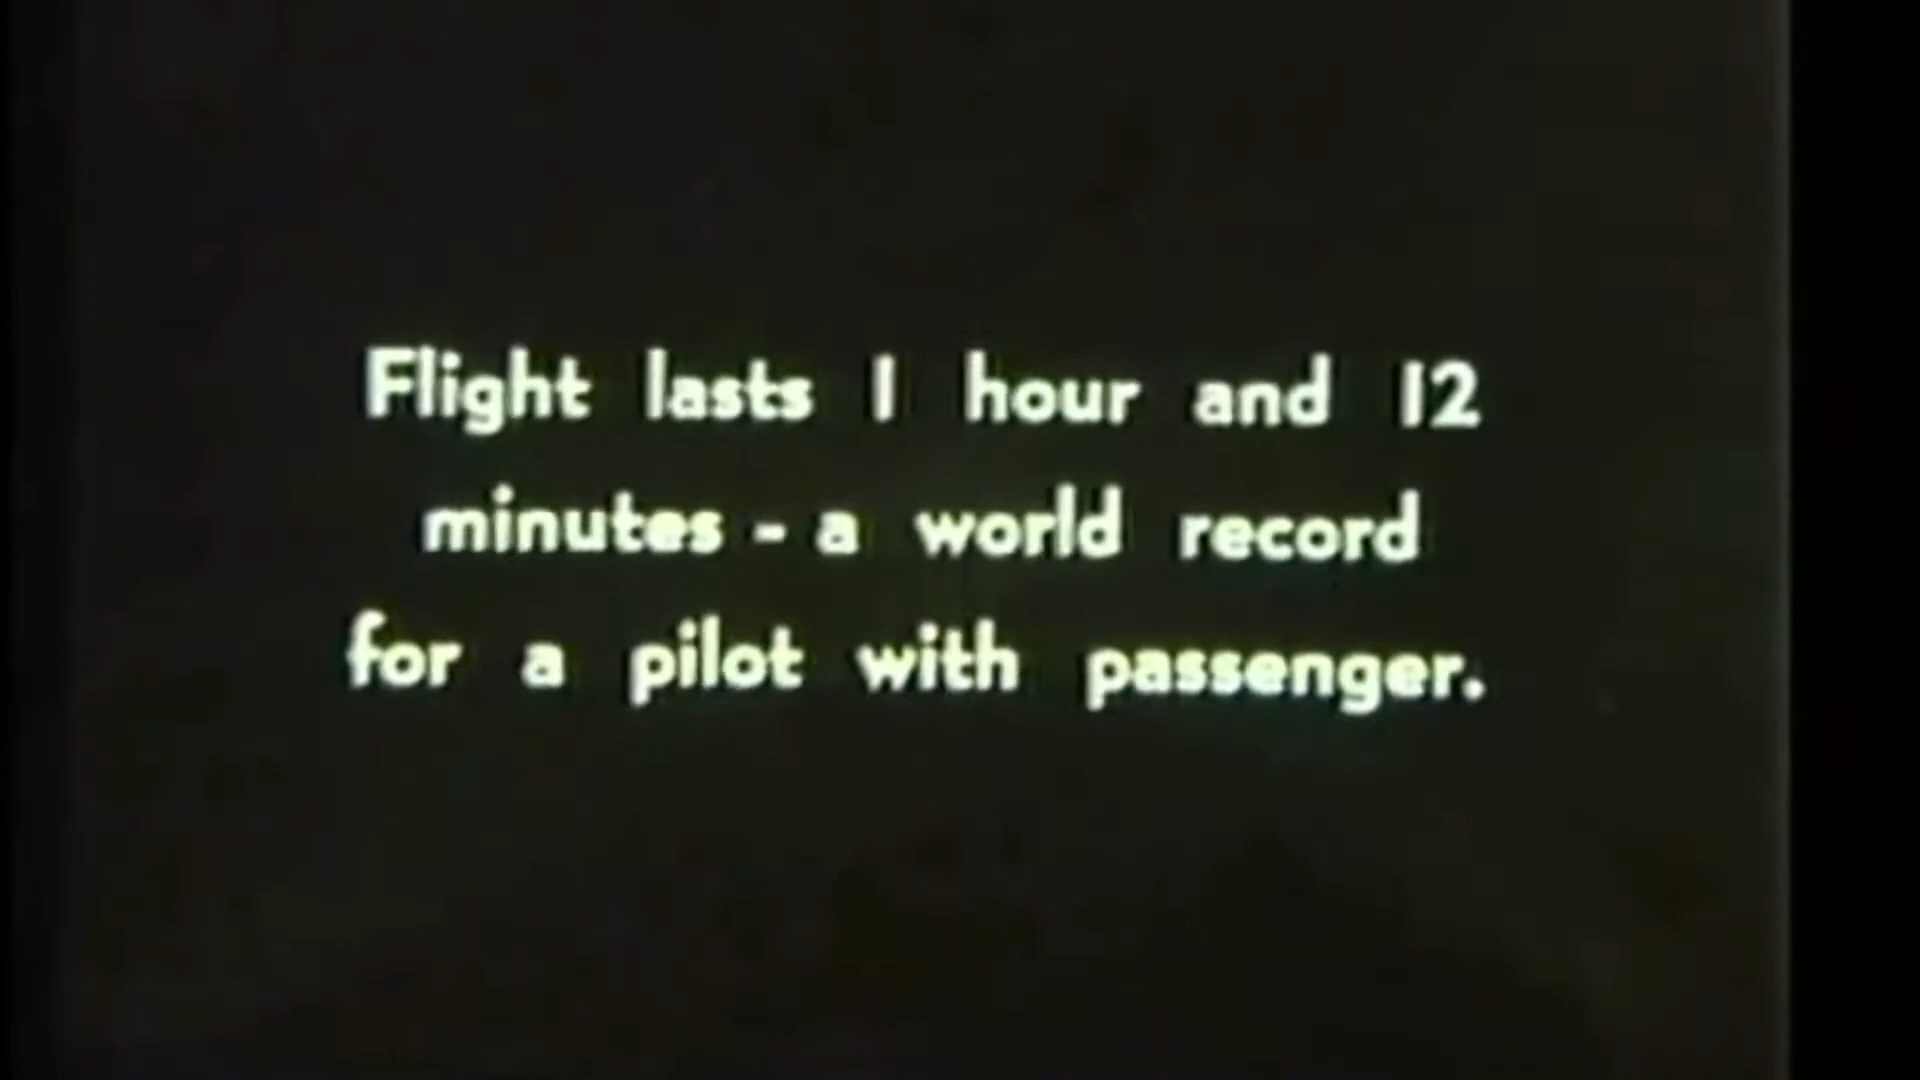 Flight lasts 1 hour and 12
minutes - a world record
for a pilot with passenger.